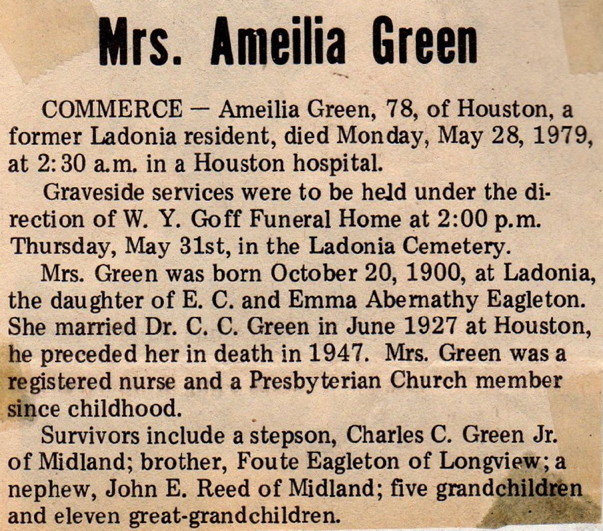 Mrs. Ameilia Green
COMMERCE — Ameilia Green, 78, of Houston, a
former Ladonia resident, died Monday, May 28, 1979,
at 2:30 a.m. in a Houston hospital.
Graveside services were to be held under the di-
rection of W. Y. Goff Funeral Home at 2:00 p.m.
Thursday, May 31st, in the Ladonia Cemetery.
Mrs. Green was born October 20, 1900, at Ladonia,
the daughter of E. C. and Emma Abernathy Eagleton.
She married Dr. C. C. Green in June 1927 at Houston,
he preceded her in death in 1947. Mrs. Green was a
registered nurse and a Presbyterian Church member
since childhood.
Survivors include a stepson, Charles C. Green Jr.
of Midland; brother, Foute Eagleton of Longview; a
nephew, John E. Reed of Midland; five grandchildren
and eleven great-grandchildren.